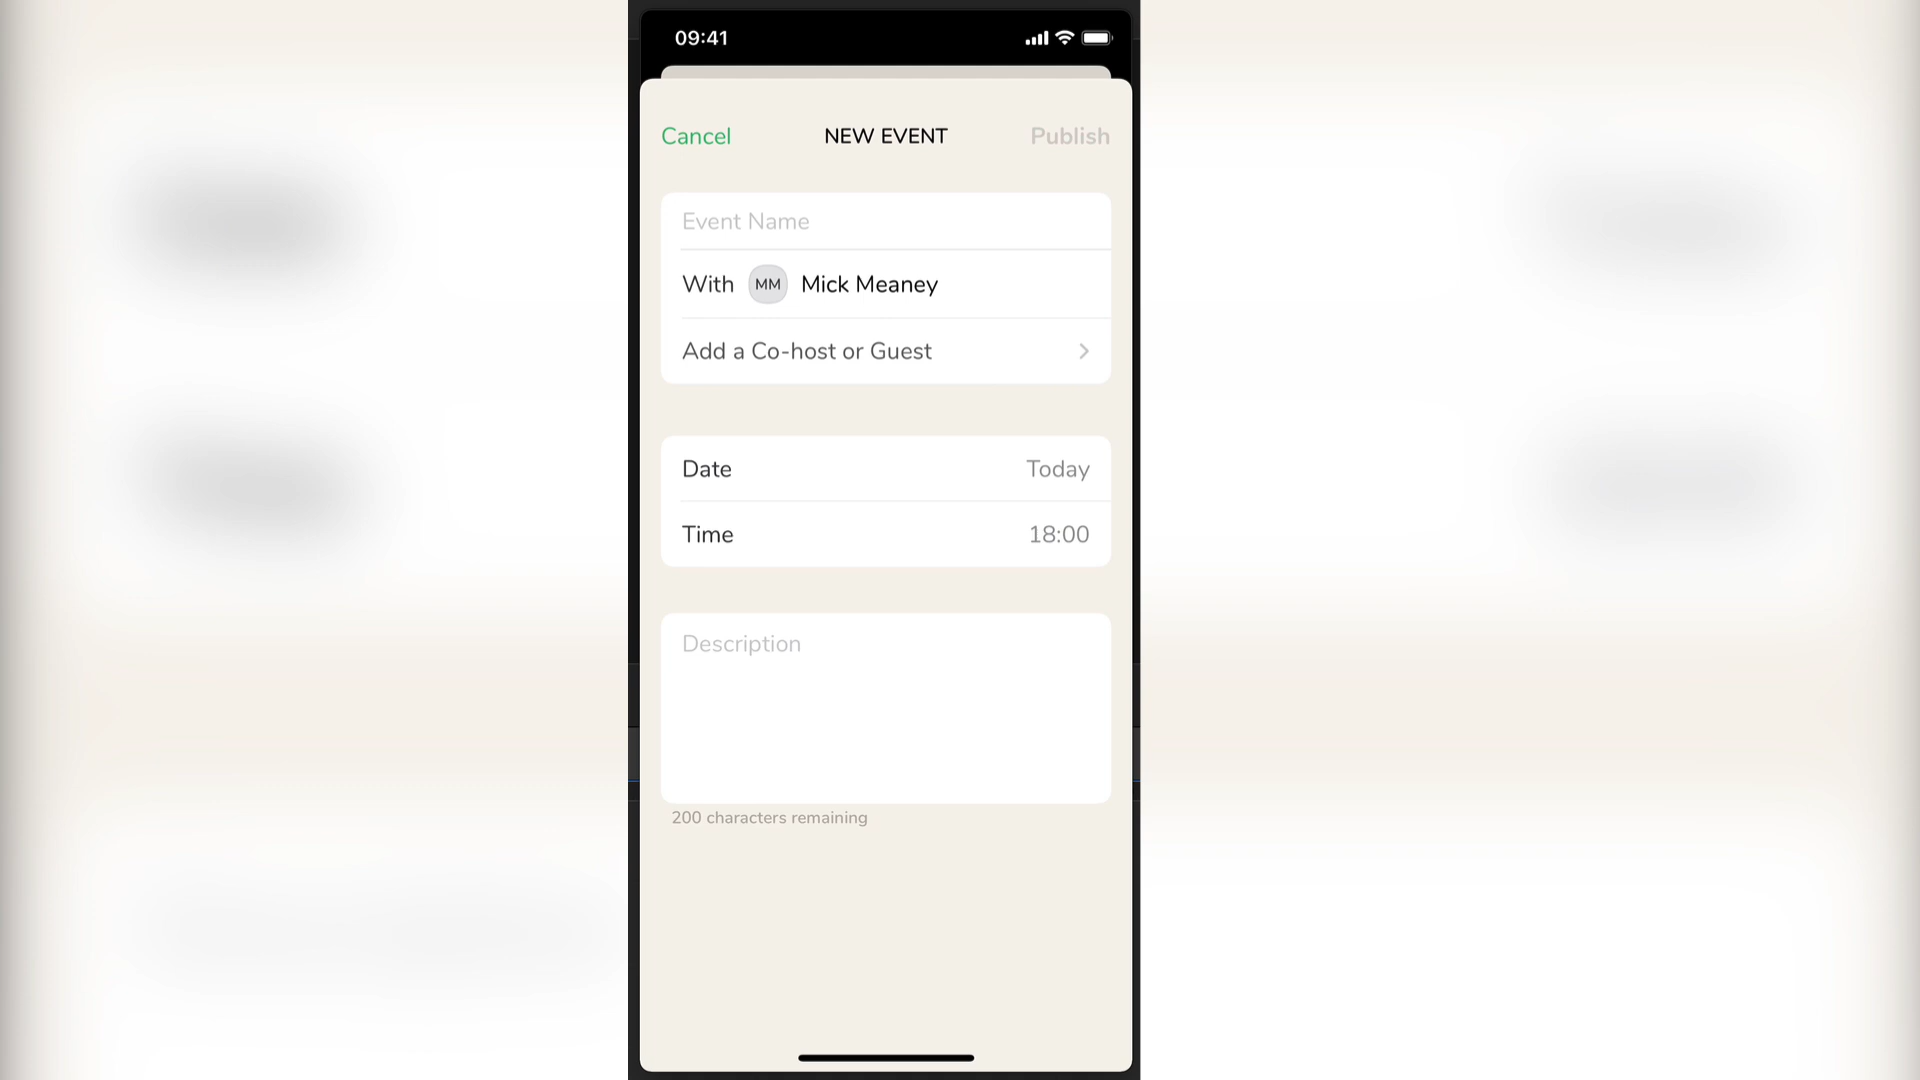 09:41
Cancel NEW EVENT Publish
Event Name
With MM Mick Meaney
Add a Co-host or Guest
Date Today
Time 18:00
Description
200 characters remaining